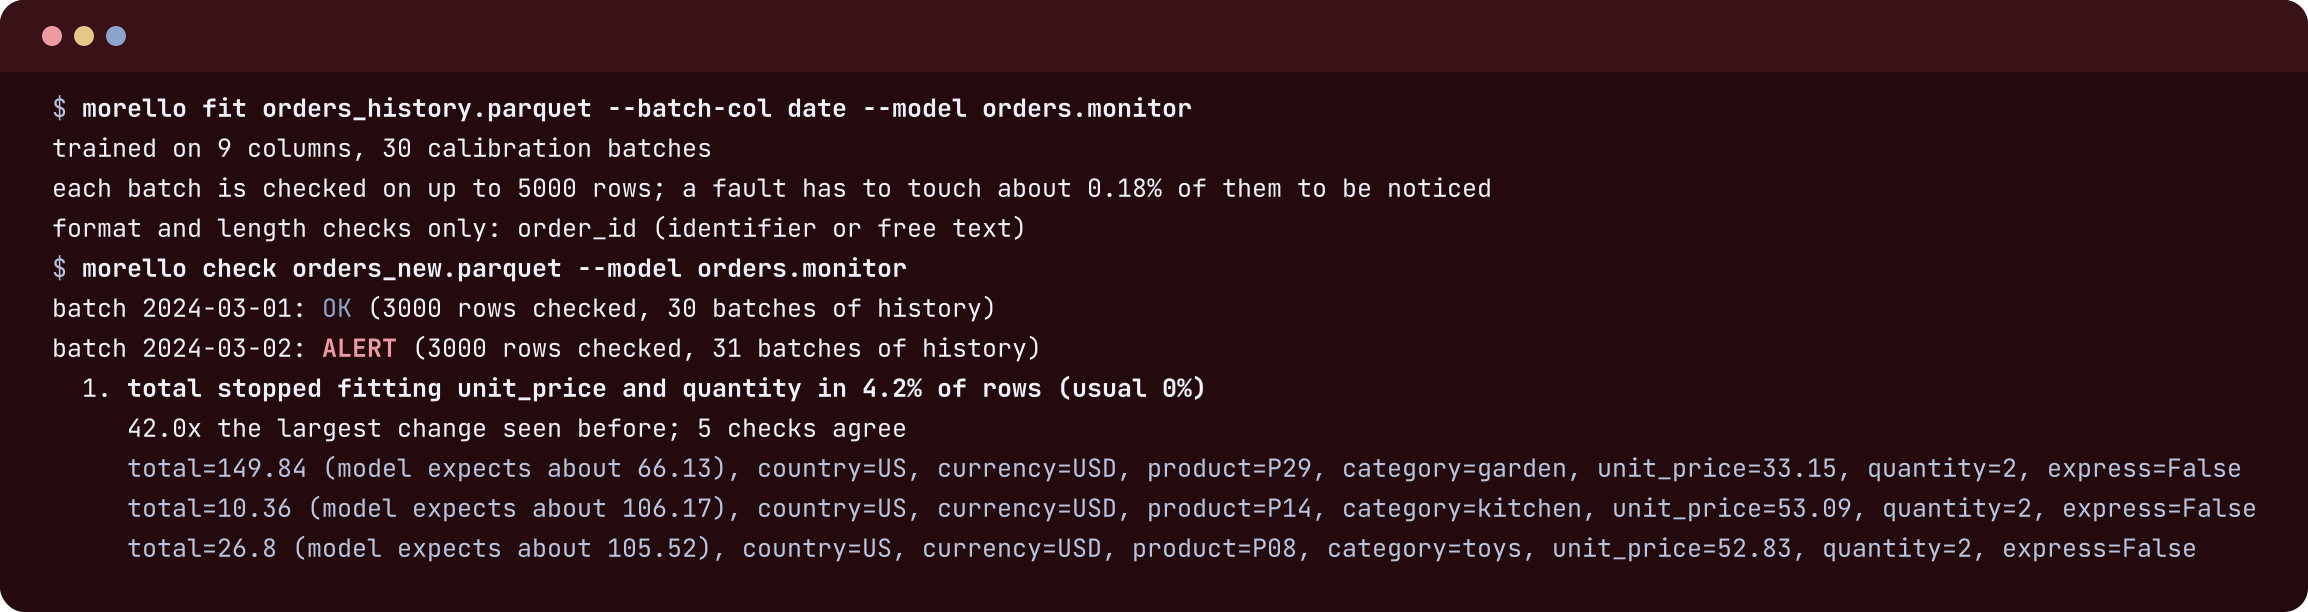 $ morello fit orders_history.parquet --batch-col date --model orders.monitor
trained on 9 columns, 30 calibration batches
each batch is checked on up to 5000 rows; a fault has to touch about 0.18% of them to be noticed
format and length checks only: order_id (identifier or free text)
$ morello check orders_new.parquet --model orders.monitor
batch 2024-03-01: OK (3000 rows checked, 30 batches of history)
batch 2024-03-02: ALERT (3000 rows checked, 31 batches of history)
1. total stopped fitting unit_price and quantity in 4.2% of rows (usual 0%)
42.0x the largest change seen before; 5 checks agree
total=149.84 (model expects about 66.13), country=US, currency=USD, product=P29, category=garden, unit_price=33.15, quantity=2, express=False
total=10.36 (model expects about 106.17), country=US, currency=USD, product=P14, category=kitchen, unit_price=53.09, quantity=2, express=False
total=26.8 (model expects about 105.52), country=US, currency=USD, product=P08, category=toys, unit_price=52.83, quantity=2, express=False